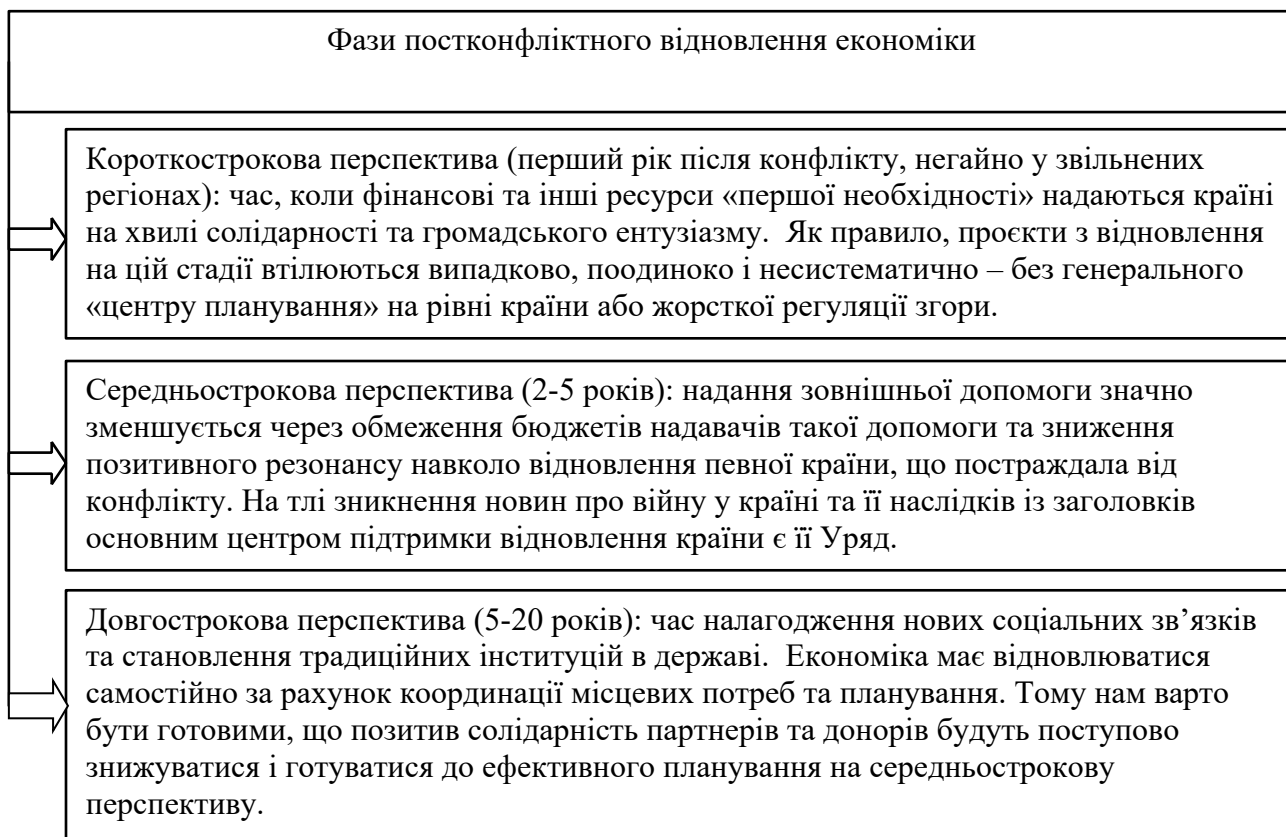 Фази постконфліктного відновлення економіки
Короткострокова перспектива (перший рік після конфлікту, негайно у звільнених
регіонах): час, коли фінансові та інші ресурси «першої необхідності» надаються країні
на хвилі солідарності та громадського ентузіазму.  Як правило, проєкти з відновлення
на цій стадії втілюються випадково, поодиноко і несистематично – без генерального
«центру планування» на рівні країни або жорсткої регуляції згори.
Середньострокова перспектива (2-5 років): надання зовнішньої допомоги значно
зменшується через обмеження бюджетів надавачів такої допомоги та зниження
позитивного резонансу навколо відновлення певної країни, що постраждала від
конфлікту. На тлі зникнення новин про війну у країні та її наслідків із заголовків
основним центром підтримки відновлення країни є її Уряд.
Довгострокова перспектива (5-20 років): час налагодження нових соціальних зв’язків
та становлення традиційних інституцій в державі.  Економіка має відновлюватися
самостійно за рахунок координації місцевих потреб та планування. Тому нам варто
бути готовими, що позитив солідарність партнерів та донорів будуть поступово
знижуватися і готуватися до ефективного планування на середньострокову
перспективу.